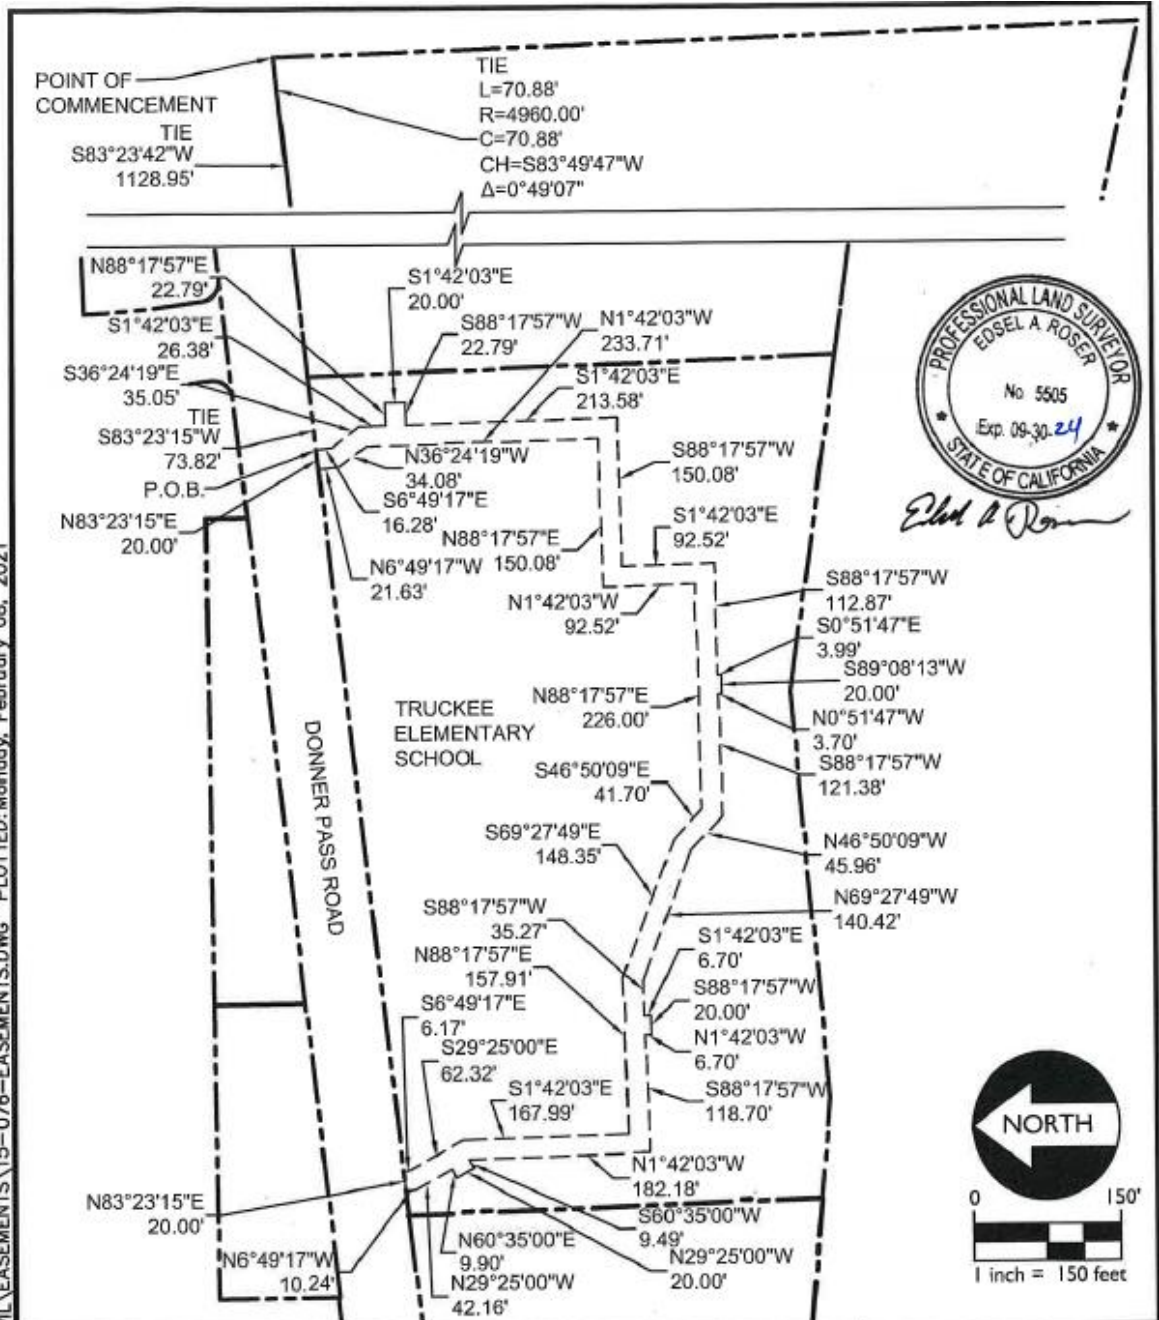 POINT OF
COMMENCEMENT
TIE
S83°23'42"W
1128.95'
TIE
L=70.88'
R=4960.00'
C=70.88'
CH=S83°49'47"W
Δ=0°49'07"
N88°17'57"E
22.79'
S1°42'03"E
26.38'
S36°24'19"E
35.05'
TIE
S83°23'15"W
73.82'
P.O.B.
N83°23'15"E
20.00'
S1°42'03"E
20.00'
S88°17'57"W
22.79'
N1°42'03"W
233.71'
S1°42'03"E
213.58'
N36°24'19"W
34.08'
S6°49'17"E
16.28'
N6°49'17"W
21.63'
S88°17'57"W
150.08'
N88°17'57"E
150.08'
S1°42'03"E
92.52'
N1°42'03"W
92.52'
PROFESSIONAL LAND SURVEYOR
EDSEL A. ROSER
No. 5505
Exp. 09-30-24
STATE OF CALIFORNIA
S88°17'57"W
112.87'
S0°51'47"E
3.99'
S89°08'13"W
20.00'
N0°51'47"W
3.70'
S88°17'57"W
121.38'
N88°17'57"E
226.00'
TRUCKEE
ELEMENTARY
SCHOOL
DONNER PASS ROAD
S46°50'09"E
41.70'
S69°27'49"E
148.35'
N46°50'09"W
45.96'
N69°27'49"W
140.42'
S88°17'57"W
35.27'
N88°17'57"E
157.91'
S1°42'03"E
6.70'
S88°17'57"W
20.00'
N1°42'03"W
6.70'
S88°17'57"W
118.70'
S6°49'17"E
6.17'
S29°25'00"E
62.32'
S1°42'03"E
167.99'
N1°42'03"W
182.18'
N83°23'15"E
20.00'
N6°49'17"W
10.24'
N60°35'00"E
9.90'
N29°25'00"W
42.16'
S60°35'00"W
9.49'
N29°25'00"W
20.00'
NORTH
0 150'
1 inch = 150 feet
EASEMENTS\15-076-EASEMENTS.DWG PLOTTED: Monday, February 08, 2021